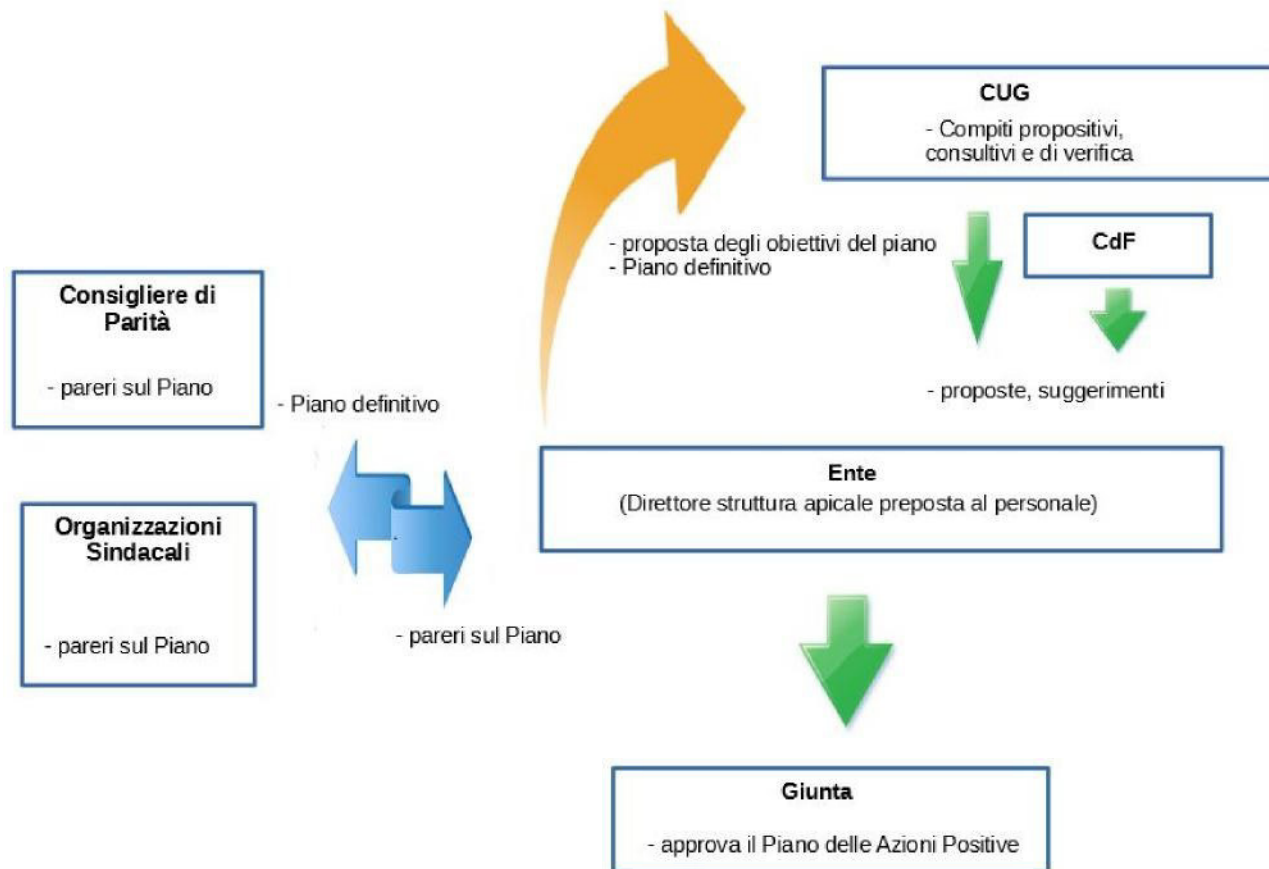 CUG
- Compiti propositivi,
consultivi e di verifica
- proposta degli obiettivi del piano
- Piano definitivo
CdF
Consigliere di
Parità
- pareri sul Piano
- Piano definitivo
- proposte, suggerimenti
Ente
(Direttore struttura apicale preposta al personale)
Organizzazioni
Sindacali
- pareri sul Piano
- pareri sul Piano
Giunta
- approva il Piano delle Azioni Positive